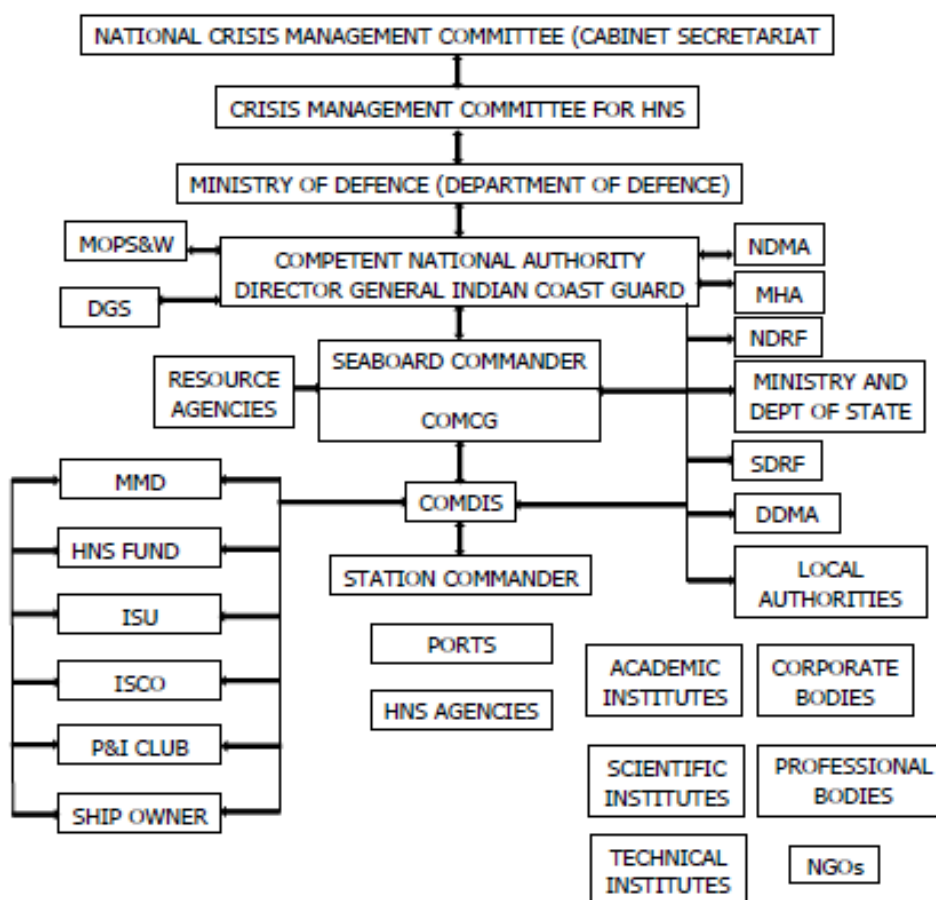 NATIONAL CRISIS MANAGEMENT COMMITTEE (CABINET SECRETARIAT
CRISIS MANAGEMENT COMMITTEE FOR HNS
MINISTRY OF DEFENCE (DEPARTMENT OF DEFENCE)
MOPS&W
DGS
COMPETENT NATIONAL AUTHORITY
DIRECTOR GENERAL INDIAN COAST GUARD
NDMA
MHA
NDRF
RESOURCE
AGENCIES
SEABOARD COMMANDER
COMCG
MINISTRY AND
DEPT OF STATE
SDRF
DDMA
LOCAL
AUTHORITIES
MMD
HNS FUND
ISU
ISCO
P&I CLUB
SHIP OWNER
COMDIS
STATION COMMANDER
PORTS
HNS AGENCIES
ACADEMIC
INSTITUTES
CORPORATE
BODIES
SCIENTIFIC
INSTITUTES
PROFESSIONAL
BODIES
TECHNICAL
INSTITUTES
NGOs